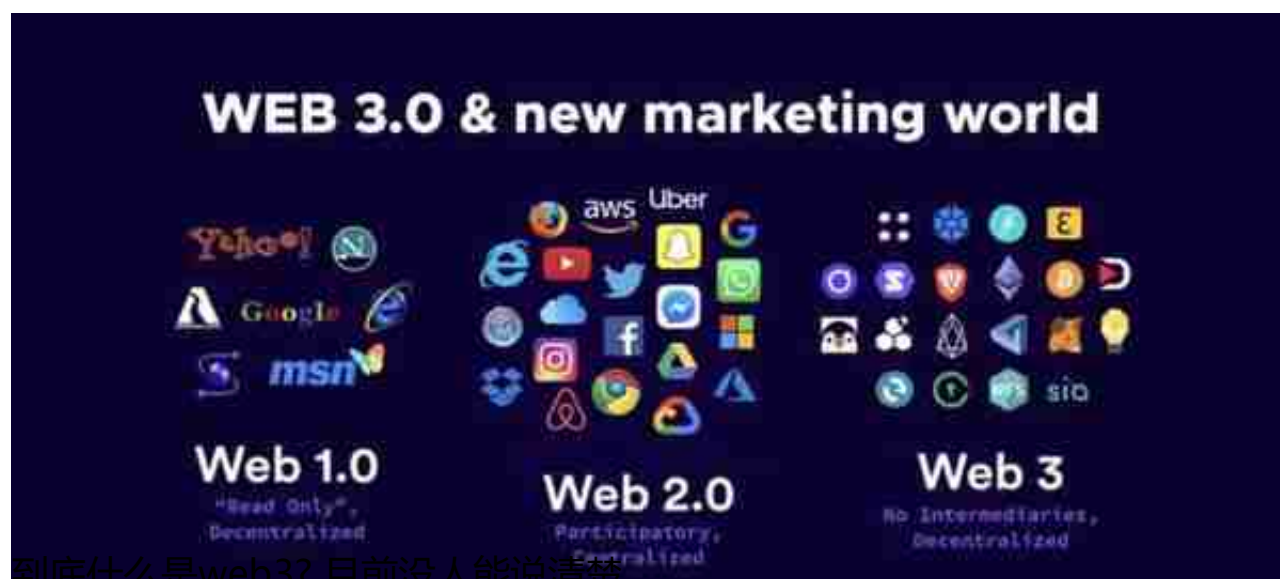 WEB 3.0 & new marketing world
aws
Uber
Yahoo!
Google
msn
sia
Web 1.0
"Read Only",
Decentralized
Web 2.0
Participatory,
Centralized
Web 3
No Intermediaries,
Decentralized
到底什么是web3? 目前没人能说清楚